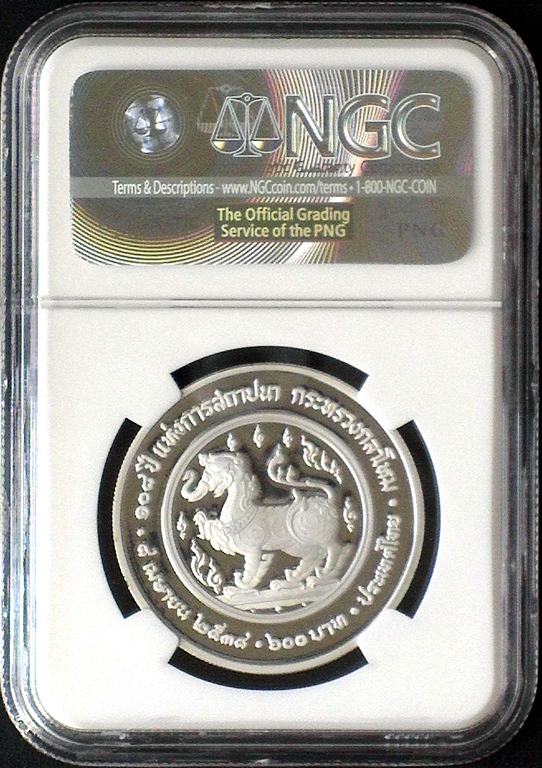 NGC
Terms & Descriptions - www.NGCcoin.com/terms • 1-800-NGC-COIN
The Official Grading
Service of the PNG
PNG
• ๑๐๘ ปี แห่งการสถาปนา กระทรวงกลาโหม •
ประเทศไทย •
๘ เมษายน ๒๕๓๘ • ๖๐๐ บาท •